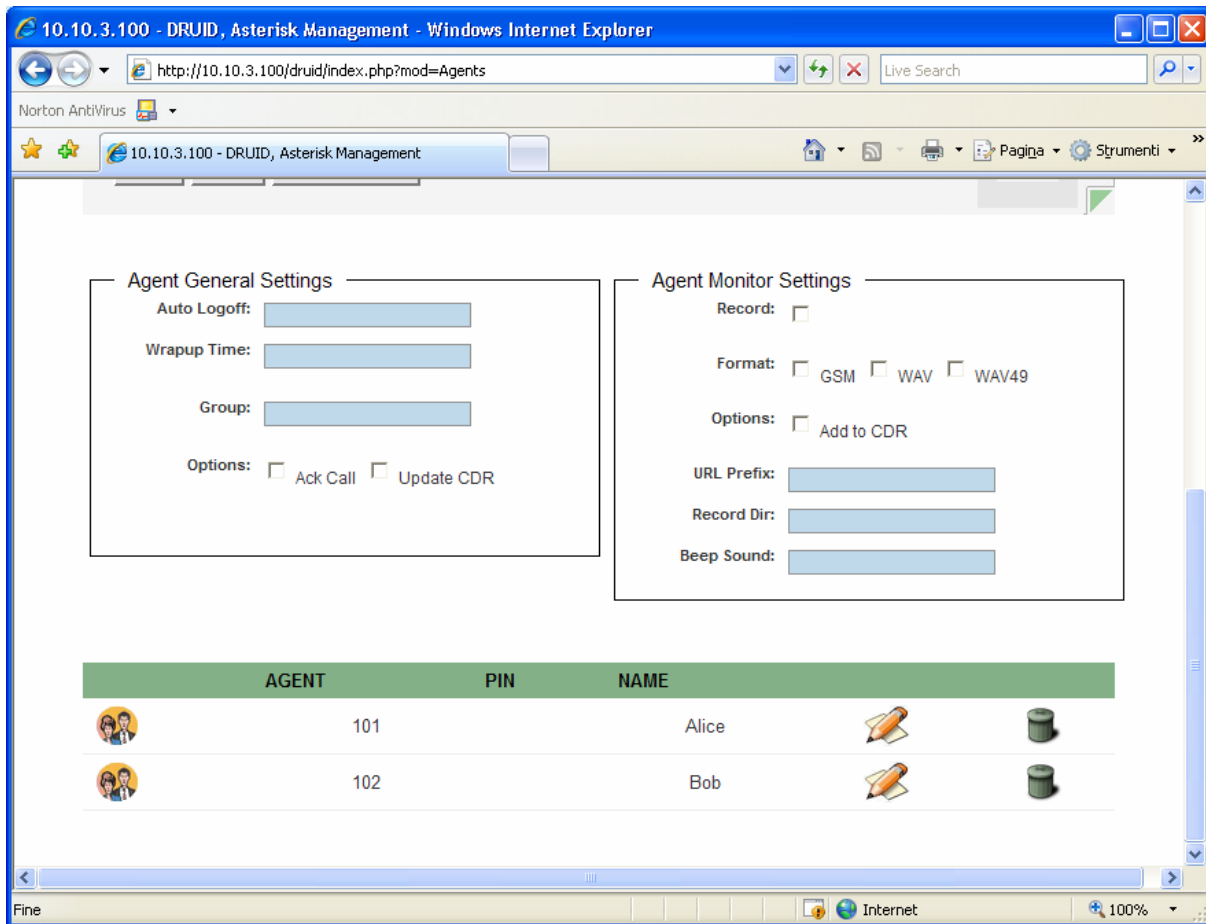 10.10.3.100 - DRUID, Asterisk Management - Windows Internet Explorer
http://10.10.3.100/druid/index.php?mod=Agents Live Search
Norton AntiVirus
10.10.3.100 - DRUID, Asterisk Management Pagina Strumenti »
Agent General Settings
Auto Logoff:
Wrapup Time:
Group:
Options: Ack Call Update CDR
Agent Monitor Settings
Record:
Format: GSM WAV WAV49
Options: Add to CDR
URL Prefix:
Record Dir:
Beep Sound:
AGENT PIN NAME
101 Alice
102 Bob
Fine Internet 100%